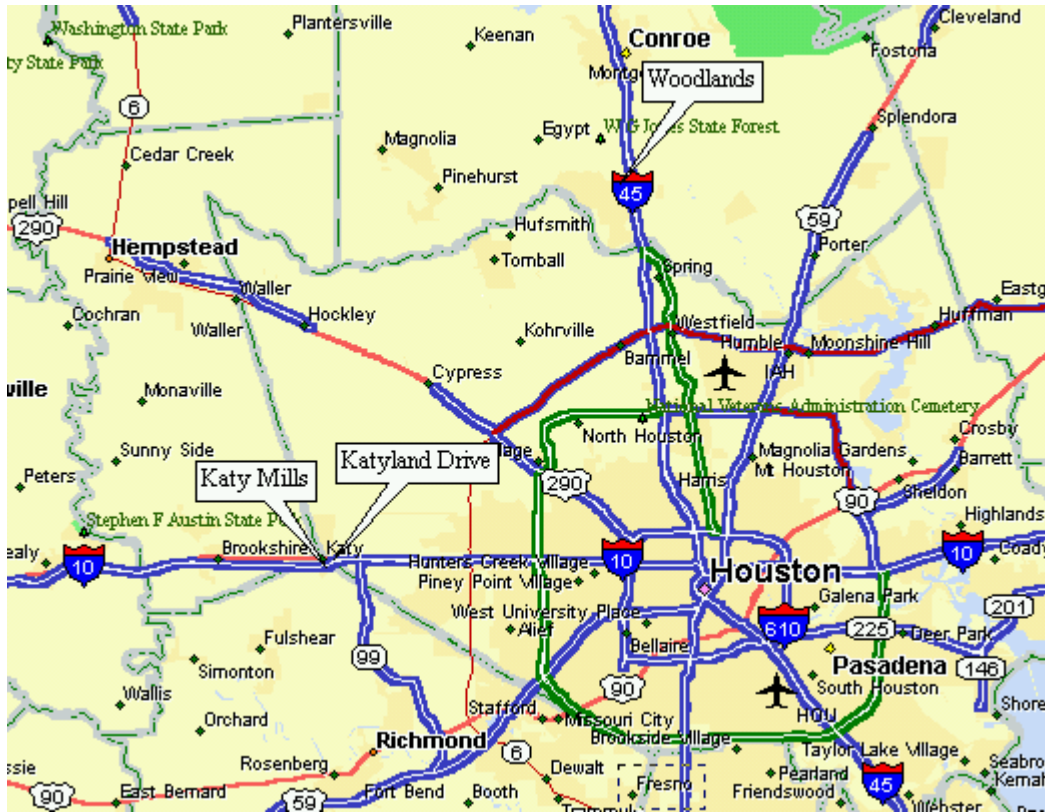 Washington State Park
Plantersville
Keenan
Conroe
Cleveland
Fostoria
ty State Park
Montg
Woodlands
6
Magnolia
Egypt
W G Jones State Forest
Splendora
Cedar Creek
Pinehurst
45
59
pell Hill
290
Hempstead
Hufsmith
Porter
Prairie View
Tomball
Spring
Waller
Eastg
Cochran
Waller
Hockley
Kohrville
Westfield
Huffman
Bammel
Humble
Moonshine Hill
IAH
ville
Monaville
Cypress
National Veterans Administration Cemetery
North Houston
Crosby
Sunny Side
Katyland Drive
llage
Magnolia Gardens
Barrett
Peters
Katy Mills
290
Harris
Mt Houston
Sheldon
90
Stephen F Austin State Park
Highlands
ealy
10
Brookshire
Katy
Hunters Creek Village
10
10
Coady
Piney Point Village
Houston
Galena Park
201
West University Place
Fulshear
Alief
610
225
Deer Park
Simonton
99
Bellaire
Pasadena
146
Wallis
90
South Houston
Orchard
Stafford
Missouri City
HOU
Shore
Richmond
Brookside Village
6
Taylor Lake Village
ssie
Rosenberg
Dewalt
Pearland
Seabro
90
East Bernard
59
Fort Bend
Booth
Fresno
Friendswood
45
Kemah
Webster